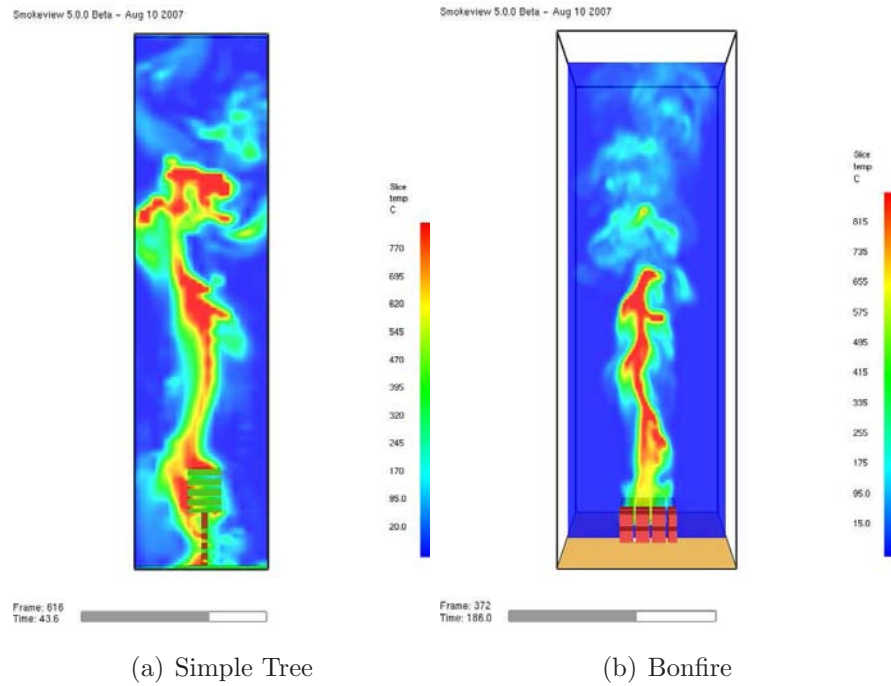 Smokeview 5.0.0 Beta - Aug 10 2007
Slice
temp
C
770
695
620
545
470
395
320
245
170
95.0
20.0
Frame: 616
Time: 43.6
(a) Simple Tree
Smokeview 5.0.0 Beta - Aug 10 2007
Slice
temp
C
815
735
655
575
495
415
335
255
175
95.0
15.0
Frame: 372
Time: 186.0
(b) Bonfire